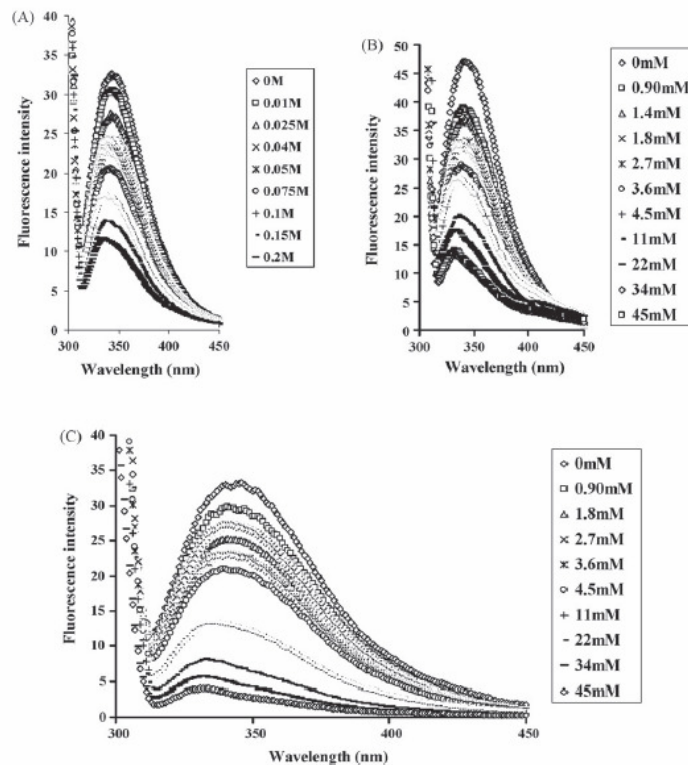 (A)
40
35
30
25
20
15
10
5
0
Fluorescence intensity
300 350 400 450
Wavelength (nm)
0M
0.01M
0.025M
0.04M
0.05M
0.075M
0.1M
0.15M
0.2M
(B)
50
45
40
35
30
25
20
15
10
5
0
Fluorescence intensity
300 350 400 450
Wavelength (nm)
0mM
0.90mM
1.4mM
1.8mM
2.7mM
3.6mM
4.5mM
11mM
22mM
34mM
45mM
(C)
40
35
30
25
20
15
10
5
0
Fluorescence intensity
300 350 400 450
Wavelength (nm)
0mM
0.90mM
1.8mM
2.7mM
3.6mM
4.5mM
11mM
22mM
34mM
45mM